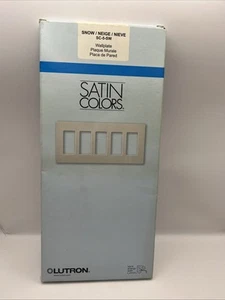 SNOW / NEIGE / NIEVE
SC-5-SW
Wallplate
Plaque Murale
Placa de Pared
SATIN
COLORS
LUTRON